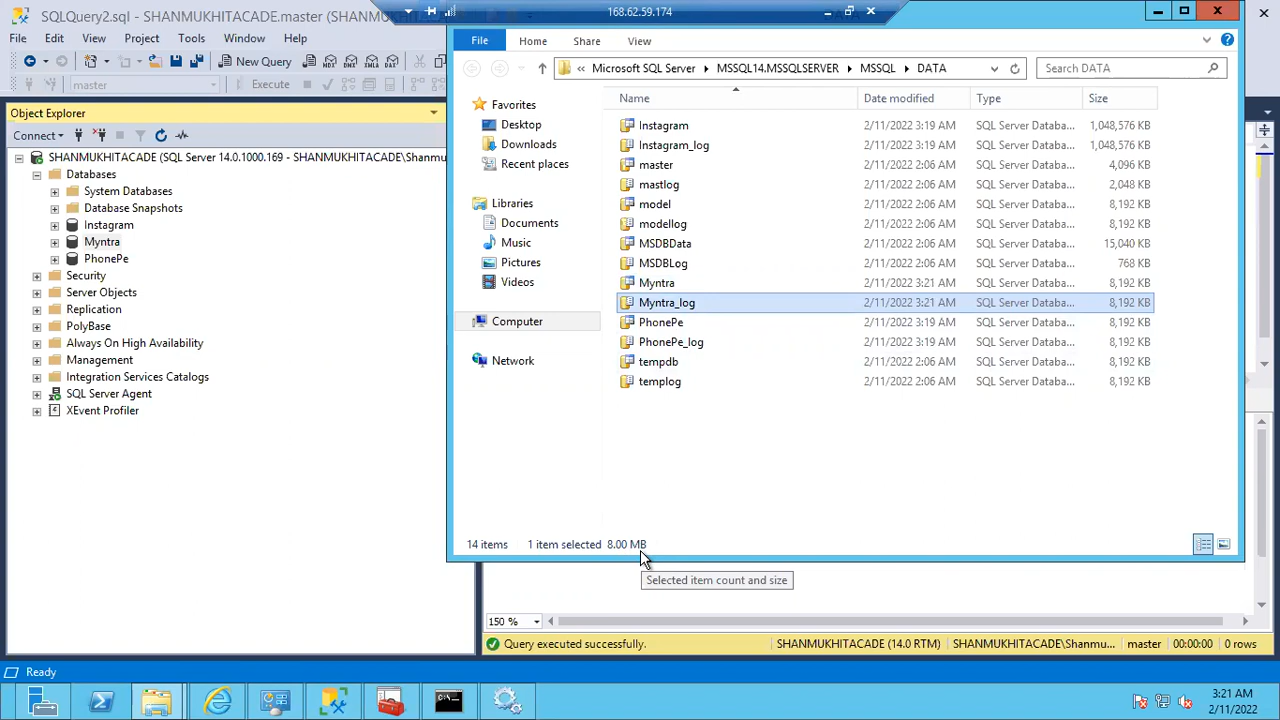 SQLQuery2.sql - SHANMUKHITACADE.master (SHANMUKHITACADE
168.62.59.174
File Edit View Project Tools Window Help
New Query
master
Execute
Object Explorer
Connect
SHANMUKHITACADE (SQL Server 14.0.1000.169 - SHANMUKHITACADE\Shanmu
Databases
System Databases
Database Snapshots
Instagram
Myntra
PhonePe
Security
Server Objects
Replication
PolyBase
Always On High Availability
Management
Integration Services Catalogs
SQL Server Agent
XEvent Profiler
File Home Share View
« Microsoft SQL Server MSSQL14.MSSQLSERVER MSSQL DATA
Search DATA
Favorites
Desktop
Downloads
Recent places
Libraries
Documents
Music
Pictures
Videos
Computer
Network
Name Date modified Type Size
Instagram 2/11/2022 3:19 AM SQL Server Databa... 1,048,576 KB
Instagram_log 2/11/2022 3:19 AM SQL Server Databa... 1,048,576 KB
master 2/11/2022 2:06 AM SQL Server Databa... 4,096 KB
mastlog 2/11/2022 2:06 AM SQL Server Databa... 2,048 KB
model 2/11/2022 2:06 AM SQL Server Databa... 8,192 KB
modellog 2/11/2022 2:06 AM SQL Server Databa... 8,192 KB
MSDBData 2/11/2022 2:06 AM SQL Server Databa... 15,040 KB
MSDBLog 2/11/2022 2:06 AM SQL Server Databa... 768 KB
Myntra 2/11/2022 3:21 AM SQL Server Databa... 8,192 KB
Myntra_log 2/11/2022 3:21 AM SQL Server Databa... 8,192 KB
PhonePe 2/11/2022 3:19 AM SQL Server Databa... 8,192 KB
PhonePe_log 2/11/2022 3:19 AM SQL Server Databa... 8,192 KB
tempdb 2/11/2022 2:06 AM SQL Server Databa... 8,192 KB
templog 2/11/2022 2:06 AM SQL Server Databa... 8,192 KB
14 items 1 item selected 8.00 MB
Selected item count and size
150 %
Query executed successfully. SHANMUKHITACADE (14.0 RTM) SHANMUKHITACADE\Shanmu... master 00:00:00 0 rows
Ready
3:21 AM
2/11/2022